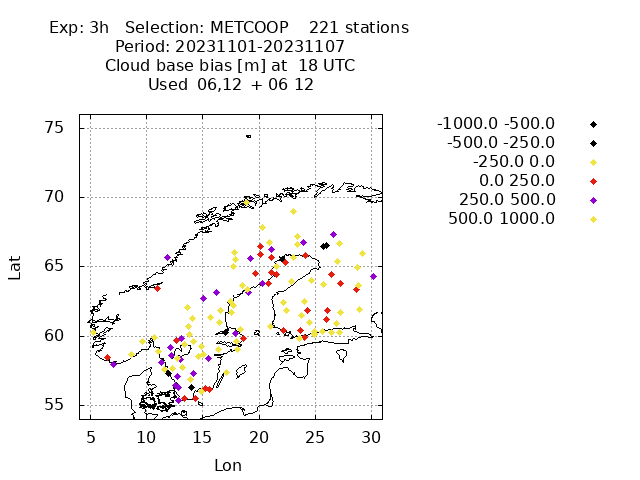 Exp: 3h   Selection: METCOOP    221 stations
Period: 20231101-20231107
Cloud base bias [m] at  18 UTC
Used  06,12  + 06 12
-1000.0 -500.0
-500.0 -250.0
-250.0 0.0
0.0 250.0
250.0 500.0
500.0 1000.0
75
70
65
60
55
Lat
5 10 15 20 25 30
Lon